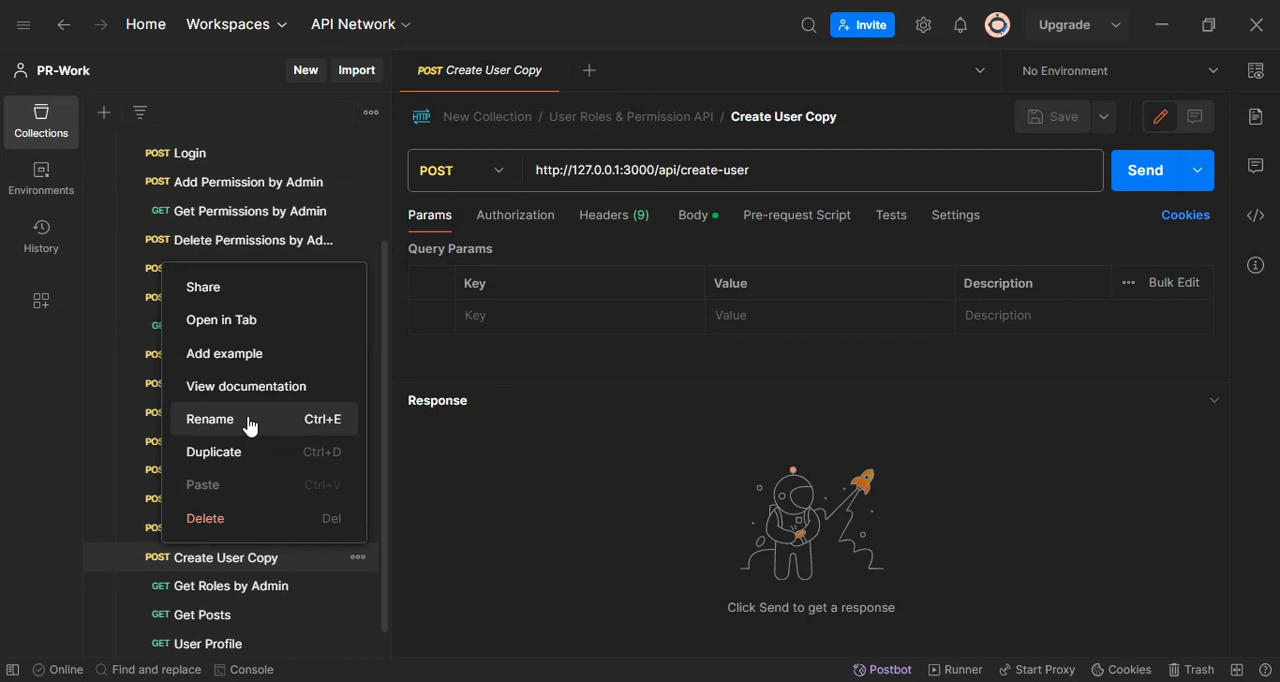 Home Workspaces API Network Invite Upgrade
PR-Work New Import POST Create User Copy No Environment
Collections
Environments
History
POST Login
POST Add Permission by Admin
GET Get Permissions by Admin
POST Delete Permissions by Ad...
Share
Open in Tab
Add example
View documentation
Rename Ctrl+E
Duplicate Ctrl+D
Paste Ctrl+V
Delete Del
POST Create User Copy
GET Get Roles by Admin
GET Get Posts
GET User Profile
HTTP New Collection / User Roles & Permission API / Create User Copy Save
POST http://127.0.0.1:3000/api/create-user Send
Params Authorization Headers (9) Body Pre-request Script Tests Settings Cookies
Query Params
Key Value Description Bulk Edit
Key Value Description
Response
Click Send to get a response
Online Find and replace Console Postbot Runner Start Proxy Cookies Trash